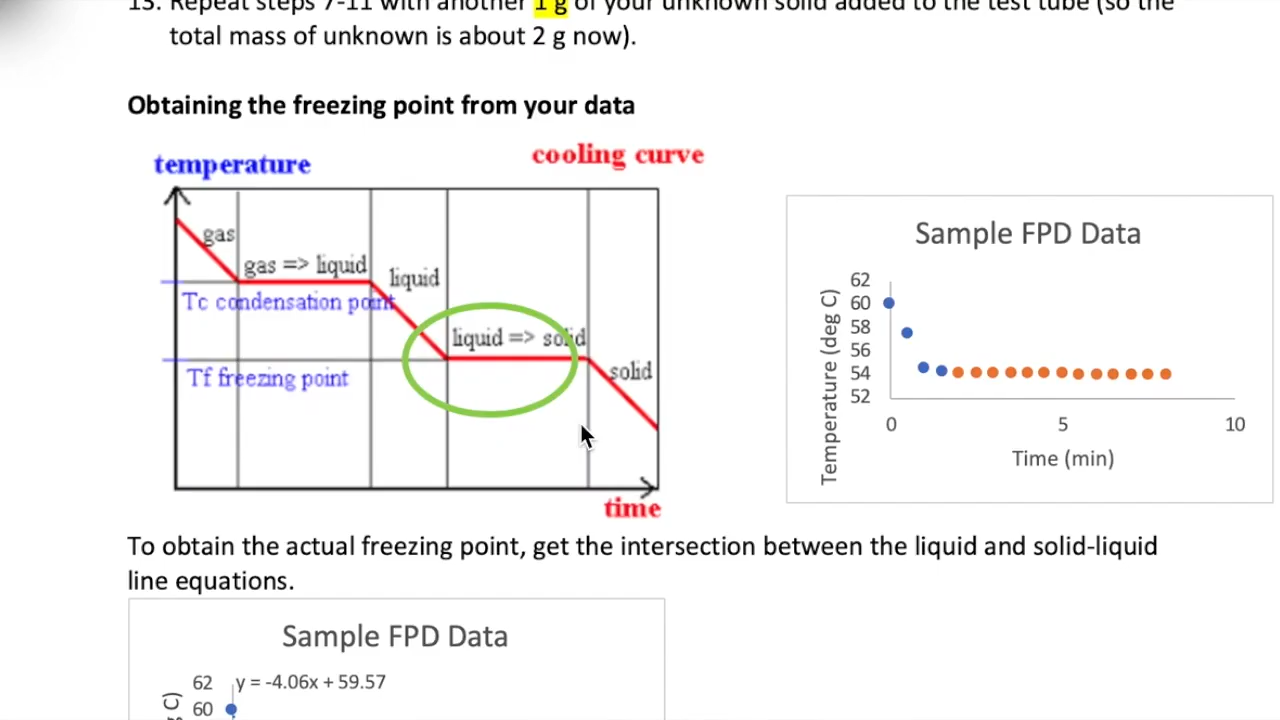 13. Repeat steps 7-11 with another 1 g of your unknown solid added to the test tube (so the
total mass of unknown is about 2 g now).
Obtaining the freezing point from your data
temperature
cooling curve
gas
gas => liquid
liquid
Tc condensation point
liquid => solid
Tf freezing point
solid
time
Sample FPD Data
Temperature (deg C)
62
60
58
56
54
52
0
5
10
Time (min)
To obtain the actual freezing point, get the intersection between the liquid and solid-liquid
line equations.
Sample FPD Data
62
y = -4.06x + 59.57
60
C)